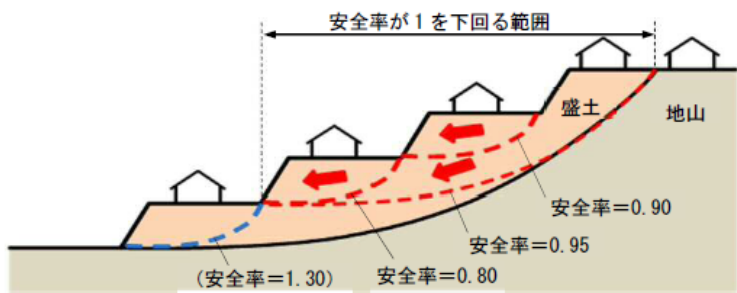 安全率が1を下回る範囲
盛土
地山
安全率=0.90
安全率=0.95
(安全率=1.30)
安全率=0.80